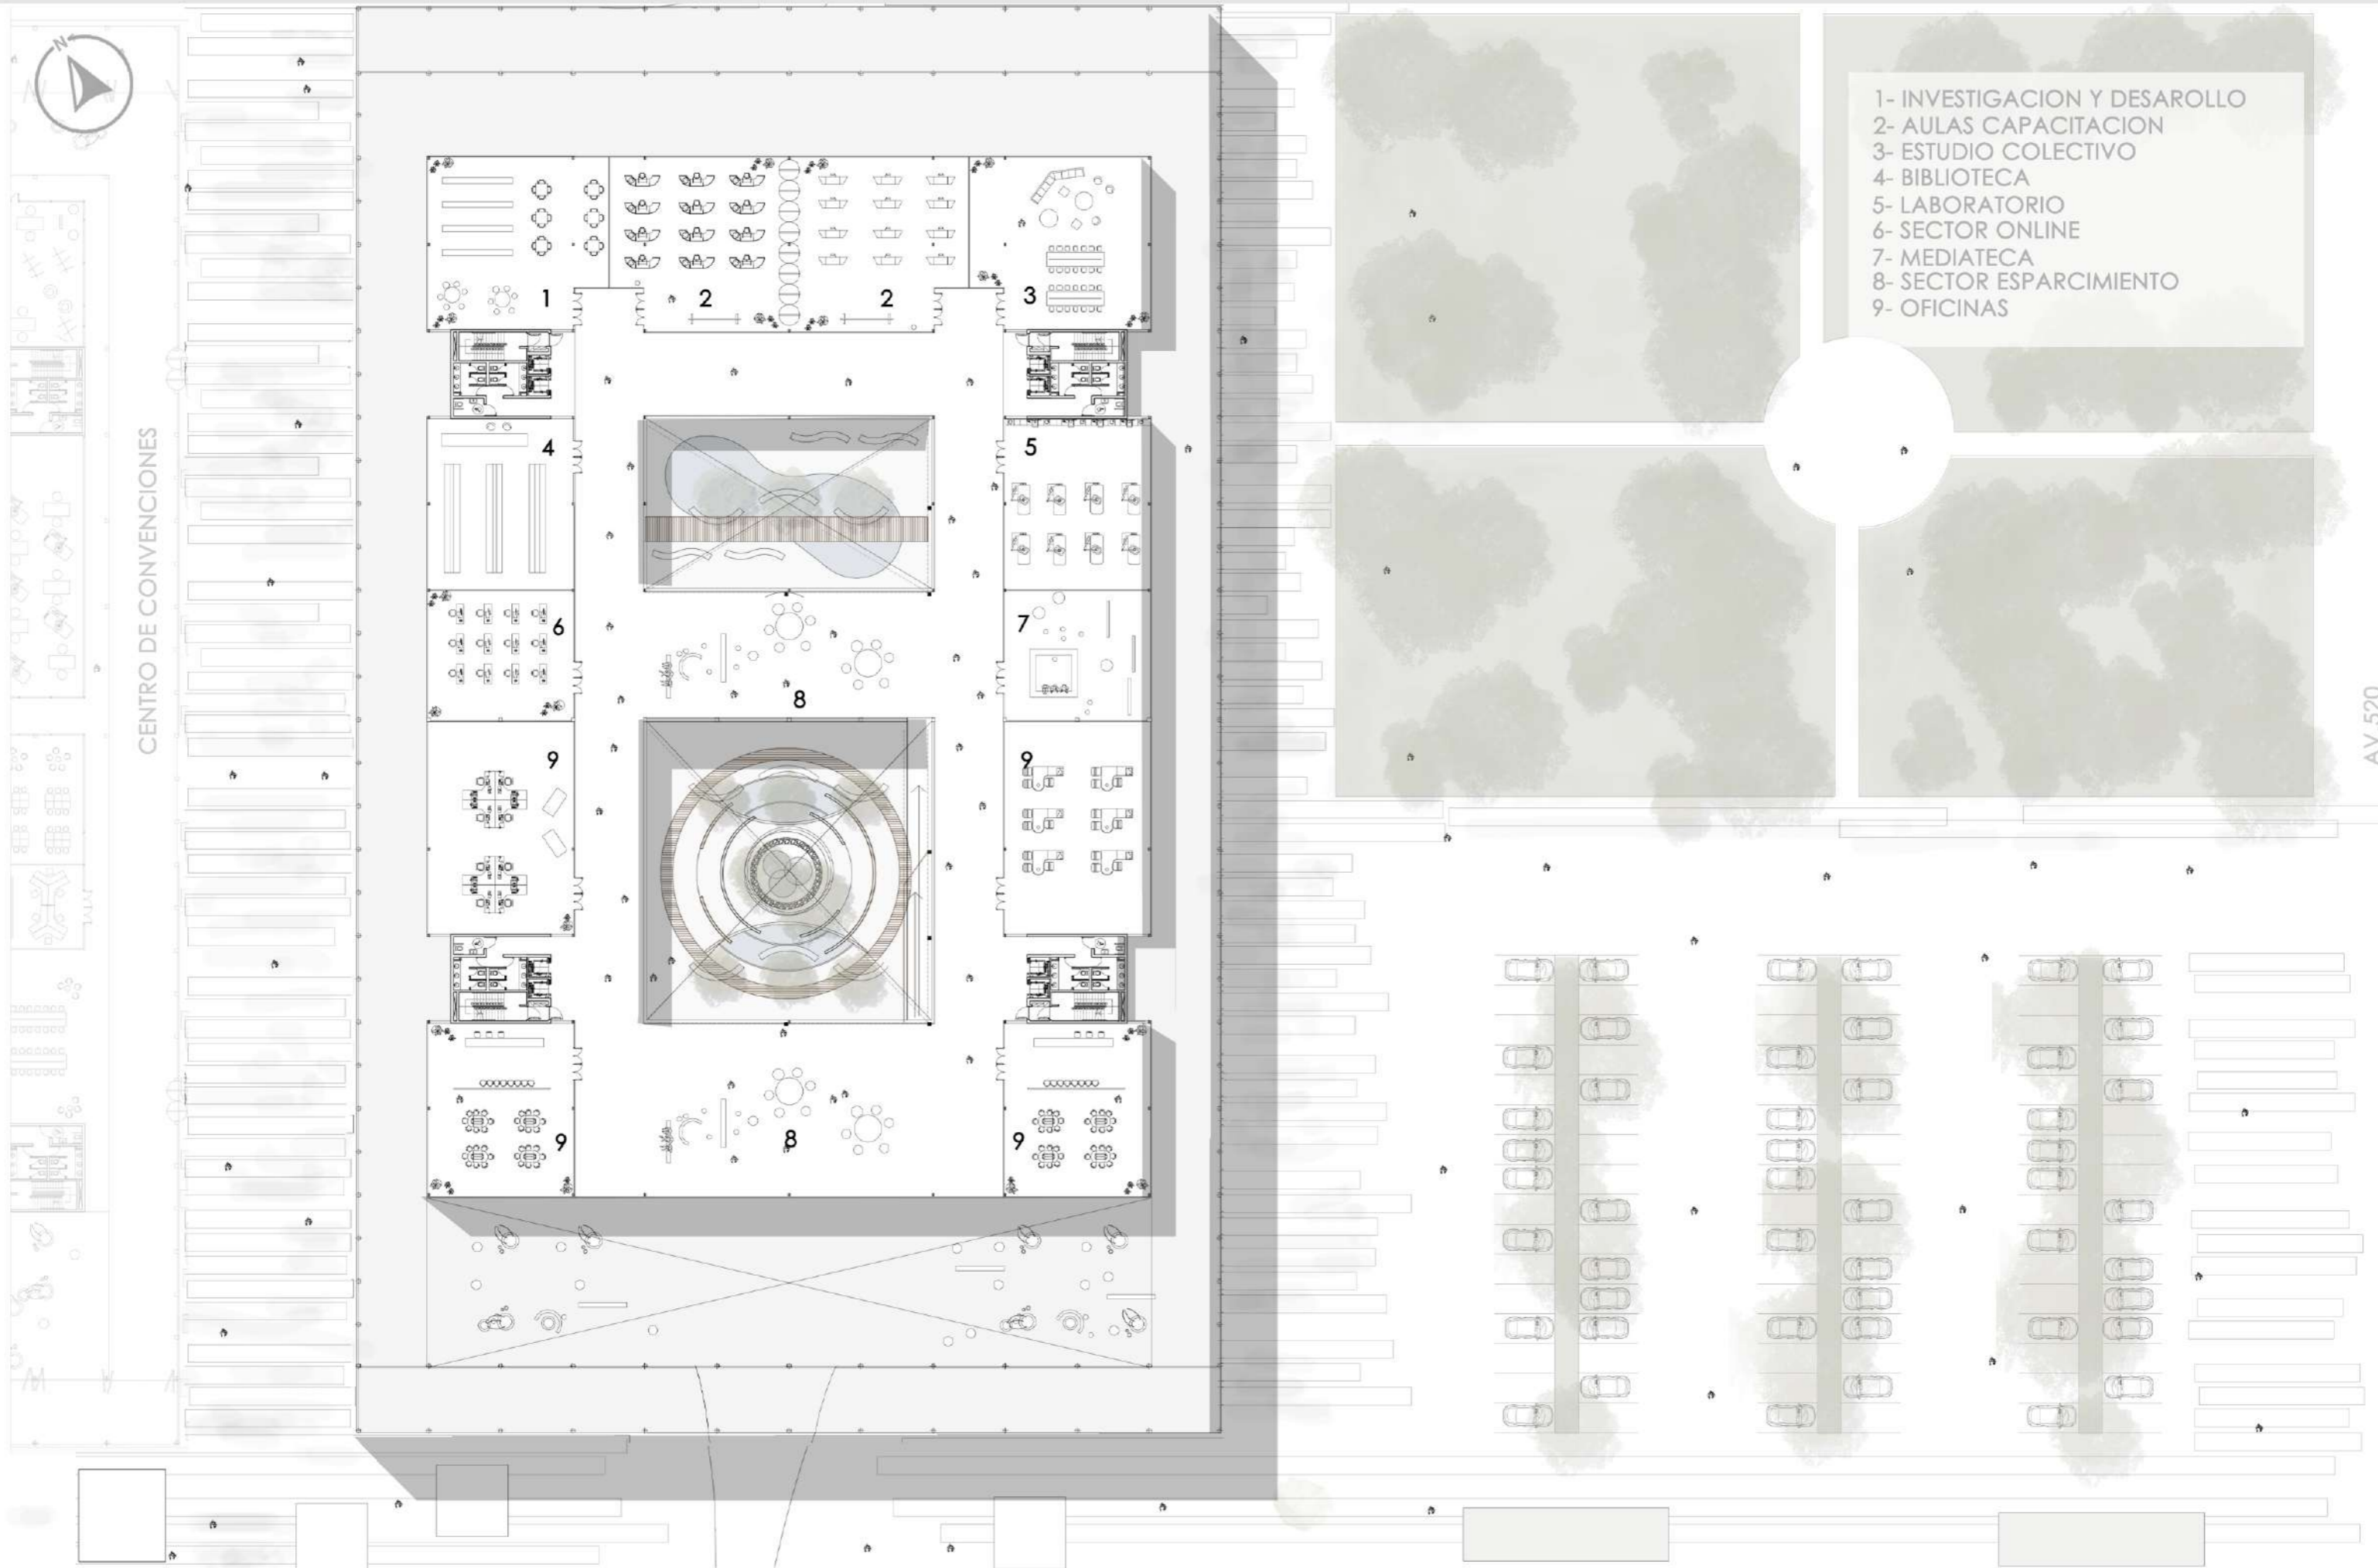 N
1- INVESTIGACION Y DESAROLLO
2- AULAS CAPACITACION
3- ESTUDIO COLECTIVO
4- BIBLIOTECA
5- LABORATORIO
6- SECTOR ONLINE
7- MEDIATECA
8- SECTOR ESPARCIMIENTO
9- OFICINAS
1
2
2
3
4
5
CENTRO DE CONVENCIONES
6
7
8
AV 520
9
9
9
8
9